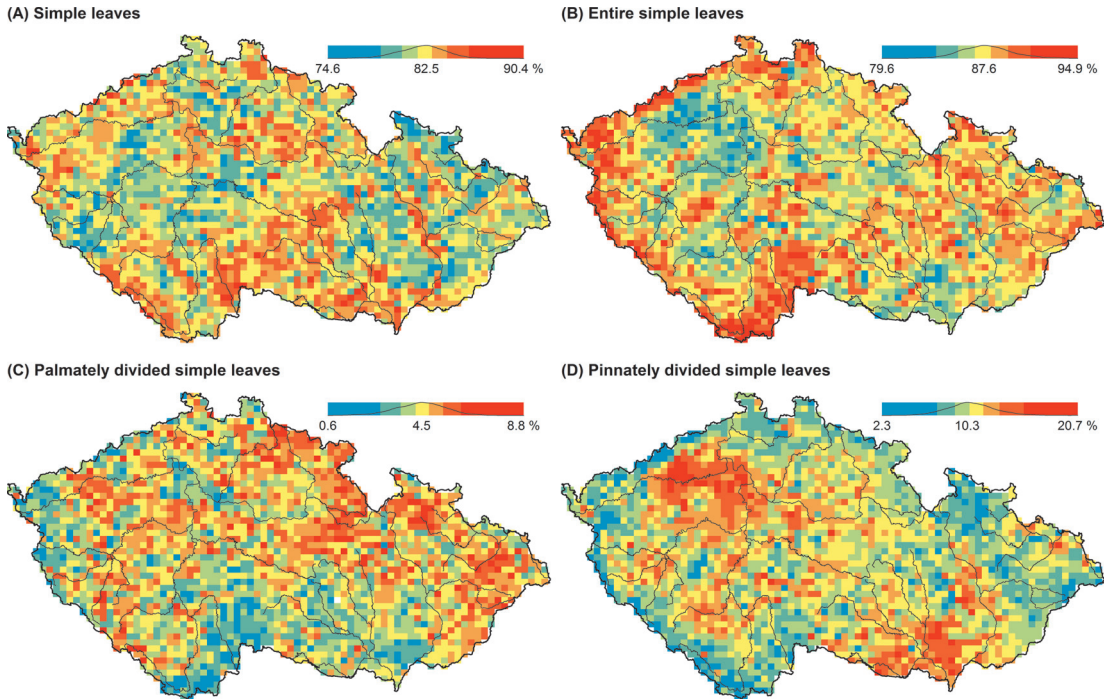 (A) Simple leaves
74.6 82.5 90.4 %
(B) Entire simple leaves
79.6 87.6 94.9 %
(C) Palmately divided simple leaves
0.6 4.5 8.8 %
(D) Pinnately divided simple leaves
2.3 10.3 20.7 %